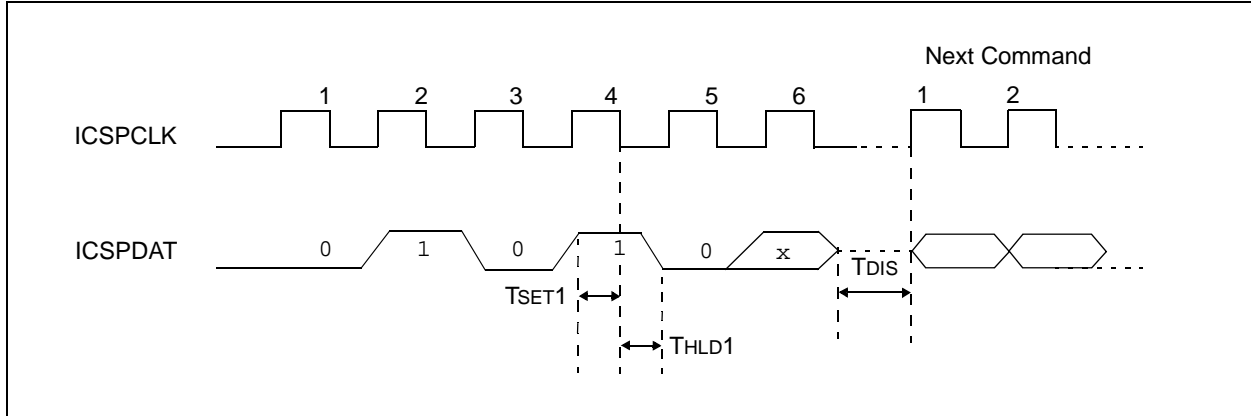 Next Command
1 2 3 4 5 6 1 2
ICSPCLK
ICSPDAT
0 1 0 1 0 x
TDIS
TSET1
THLD1